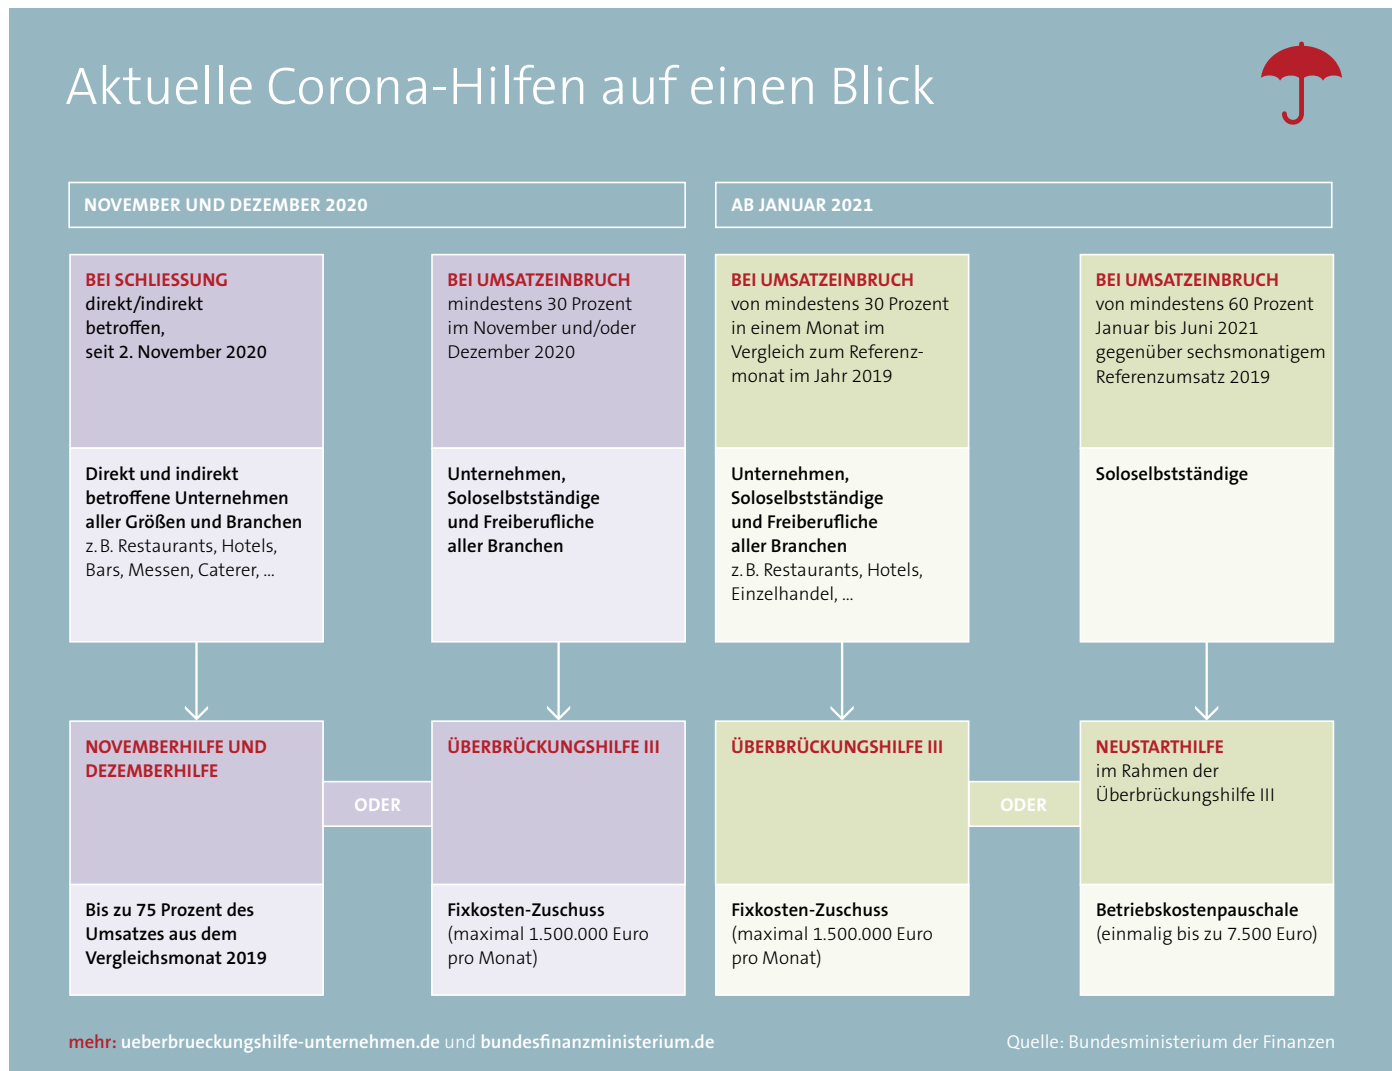 Aktuelle Corona-Hilfen auf einen Blick
NOVEMBER UND DEZEMBER 2020
BEI SCHLIESSUNG
direkt/indirekt
betroffen,
seit 2. November 2020
Direkt und indirekt
betroffene Unternehmen
aller Größen und Branchen
z. B. Restaurants, Hotels,
Bars, Messen, Caterer, ...
NOVEMBERHILFE UND
DEZEMBERHILFE
Bis zu 75 Prozent des
Umsatzes aus dem
Vergleichsmonat 2019
ODER
BEI UMSATZEINBRUCH
mindestens 30 Prozent
im November und/oder
Dezember 2020
Unternehmen,
Soloselbstständige
und Freiberufliche
aller Branchen
ÜBERBRÜCKUNGSHILFE III
Fixkosten-Zuschuss
(maximal 1.500.000 Euro
pro Monat)
AB JANUAR 2021
BEI UMSATZEINBRUCH
von mindestens 30 Prozent
in einem Monat im
Vergleich zum Referenz-
monat im Jahr 2019
Unternehmen,
Soloselbstständige
und Freiberufliche
aller Branchen
z. B. Restaurants, Hotels,
Einzelhandel, ...
ÜBERBRÜCKUNGSHILFE III
Fixkosten-Zuschuss
(maximal 1.500.000 Euro
pro Monat)
ODER
BEI UMSATZEINBRUCH
von mindestens 60 Prozent
Januar bis Juni 2021
gegenüber sechsmonatigem
Referenzumsatz 2019
Soloselbstständige
NEUSTARTHILFE
im Rahmen der
Überbrückungshilfe III
Betriebskostenpauschale
(einmalig bis zu 7.500 Euro)
mehr: ueberbrueckungshilfe-unternehmen.de und bundesfinanzministerium.de
Quelle: Bundesministerium der Finanzen